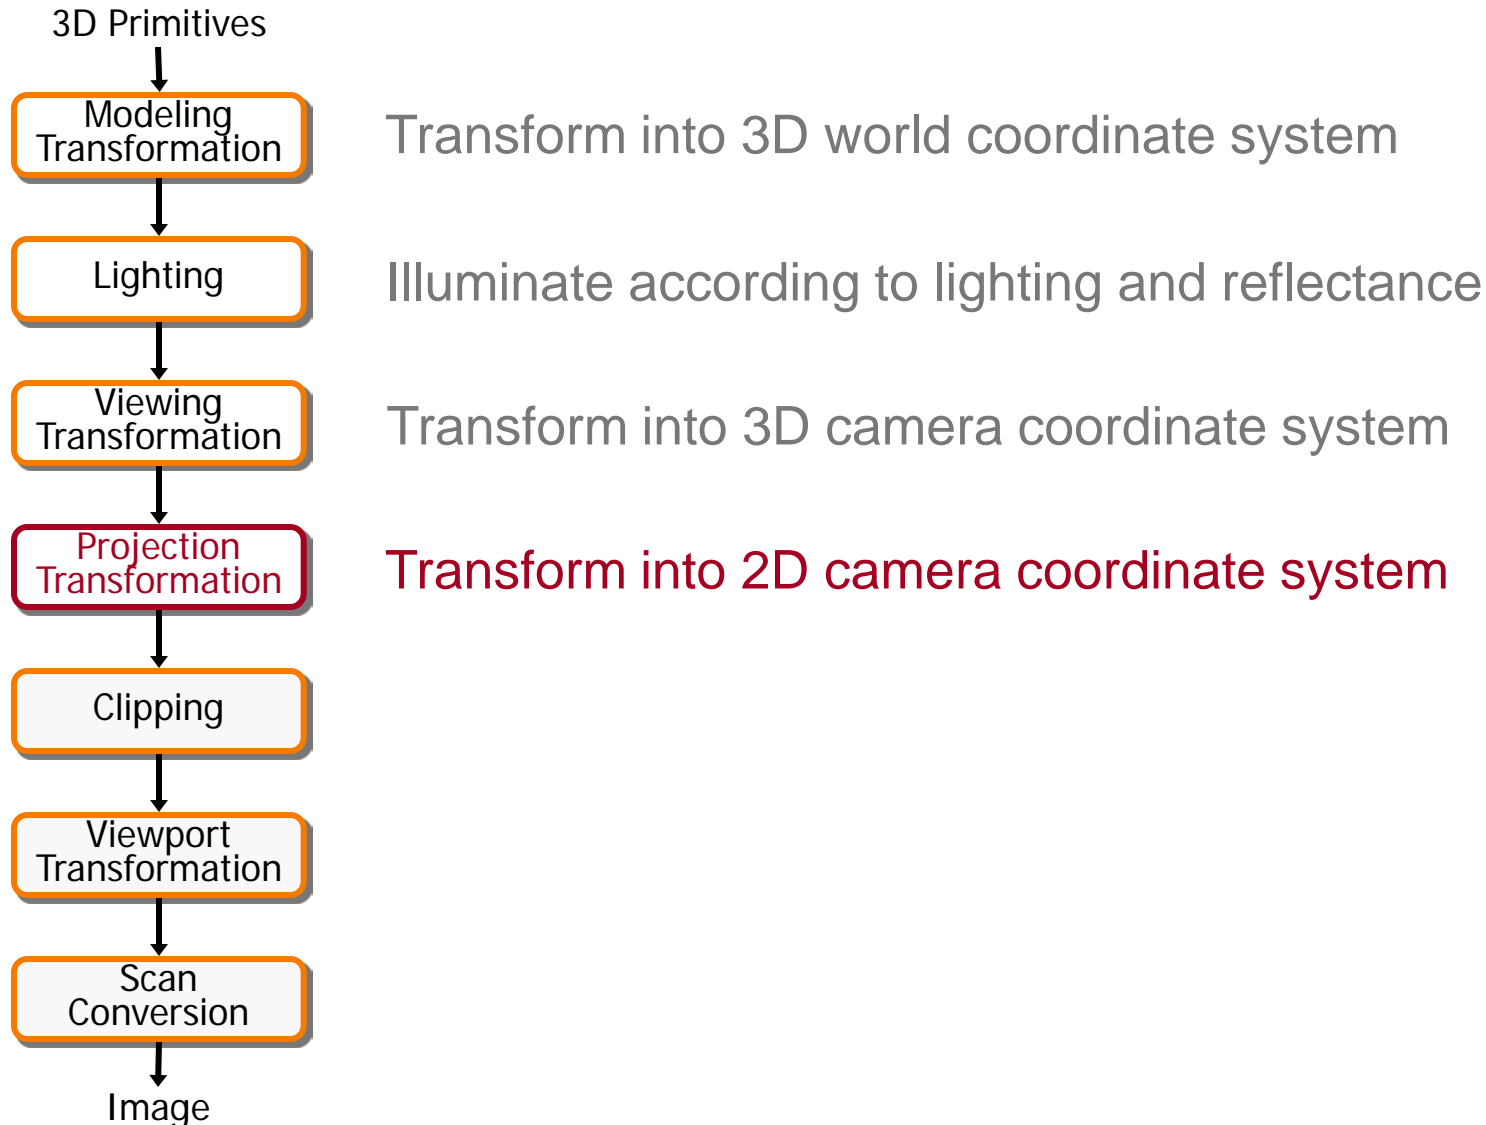 3D Primitives
Modeling
Transformation
Transform into 3D world coordinate system
Lighting
Illuminate according to lighting and reflectance
Viewing
Transformation
Transform into 3D camera coordinate system
Projection
Transformation
Transform into 2D camera coordinate system
Clipping
Viewport
Transformation
Scan
Conversion
Image